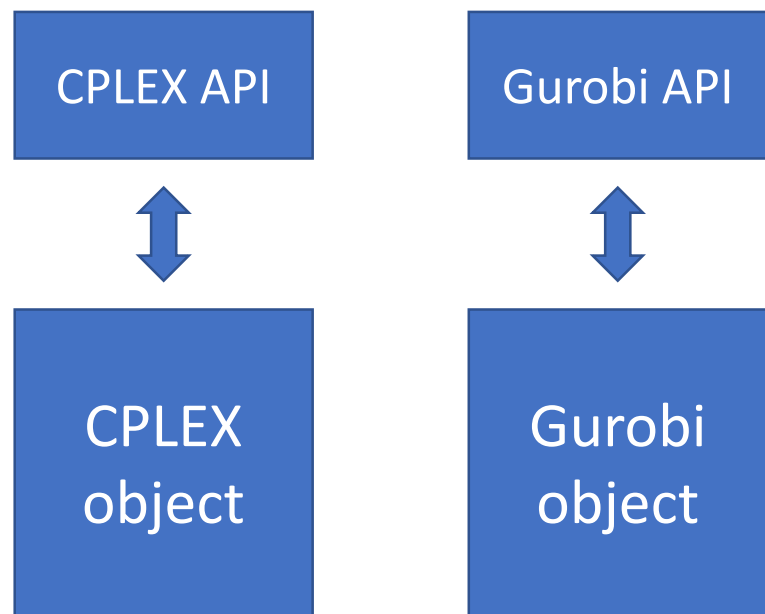 CPLEX API
Gurobi API
CPLEX
object
Gurobi
object